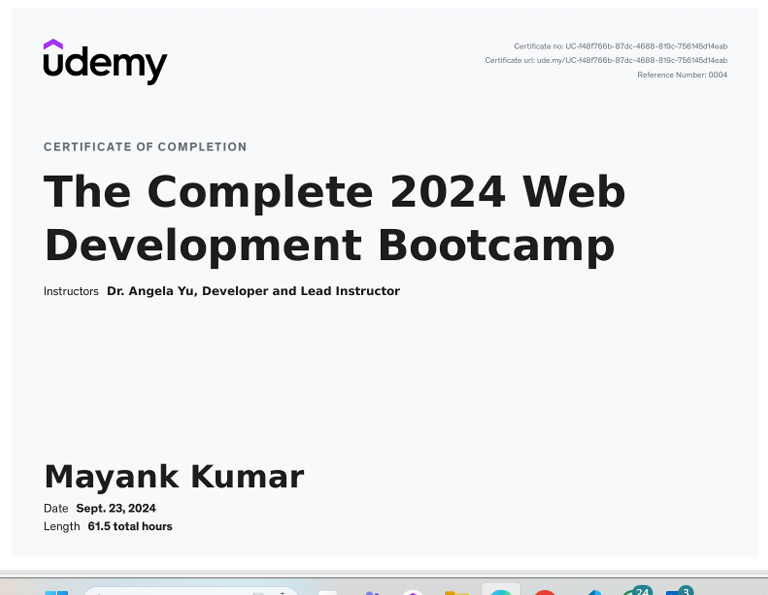 udemy
Certificate no: UC-f48f766b-87dc-4688-819c-756145d14eab
Certificate url: ude.my/UC-f48f766b-87dc-4688-819c-756145d14eab
Reference Number: 0004
CERTIFICATE OF COMPLETION
The Complete 2024 Web
Development Bootcamp
Instructors Dr. Angela Yu, Developer and Lead Instructor
Mayank Kumar
Date Sept. 23, 2024
Length 61.5 total hours
24 3